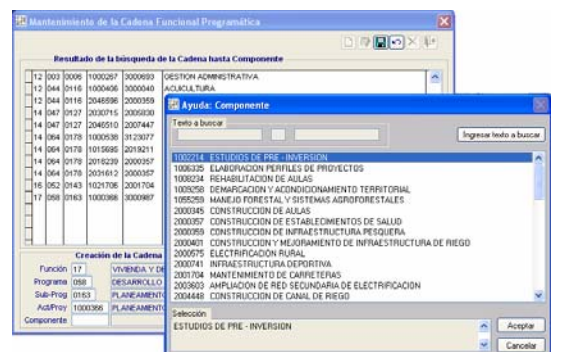 Mantenimiento de la Cadena Funcional Programática
Resultado de la búsqueda de la Cadena hasta Componente
12 003 0006 1000267 3000693 GESTION ADMINISTRATIVA
12 044 0116 1000406 3000040 ACUICULTURA
12 044 0116 2046596 2000359
14 047 0127 2030715 2005830
14 047 0127 2046510 2007447
14 064 0178 1000538 3123077
14 064 0178 1015695 2019211
14 064 0178 2018239 2000357
14 064 0178 2031612 2000357
16 052 0143 1021706 2001704
17 058 0163 1000366 3000987
Creación de la Cadena
Función 17 VIVIENDA Y DE
Programa 058 DESARROLLO
Sub-Prog 0163 PLANEAMIENTO
Act/Proy 1000366 PLANEAMIENTO
Componente
Ayuda: Componente
Texto a buscar
Ingresar texto a buscar
1002214 ESTUDIOS DE PRE - INVERSION
1006335 ELABORACION PERFILES DE PROYECTOS
1008234 REHABILITACION DE AULAS
1009258 DEMARCACION Y ACONDICIONAMIENTO TERRITORIAL
1055259 MANEJO FORESTAL Y SISTEMAS AGROFORESTALES
2000345 CONSTRUCCION DE AULAS
2000357 CONSTRUCCION DE ESTABLECIMIENTOS DE SALUD
2000359 CONSTRUCCION DE INFRAESTRUCTURA PESQUERA
2000401 CONSTRUCCION Y MEJORAMIENTO DE INFRAESTRUCTURA DE RIEGO
2000575 ELECTRIFICACION RURAL
2000741 INFRAESTRUCTURA DEPORTIVA
2001704 MANTENIMIENTO DE CARRETERAS
2003603 AMPLIACION DE RED SECUNDARIA DE ELECTRIFICACION
2004448 CONSTRUCCION DE CANAL DE RIEGO
Selección
ESTUDIOS DE PRE - INVERSION
Aceptar
Cancelar